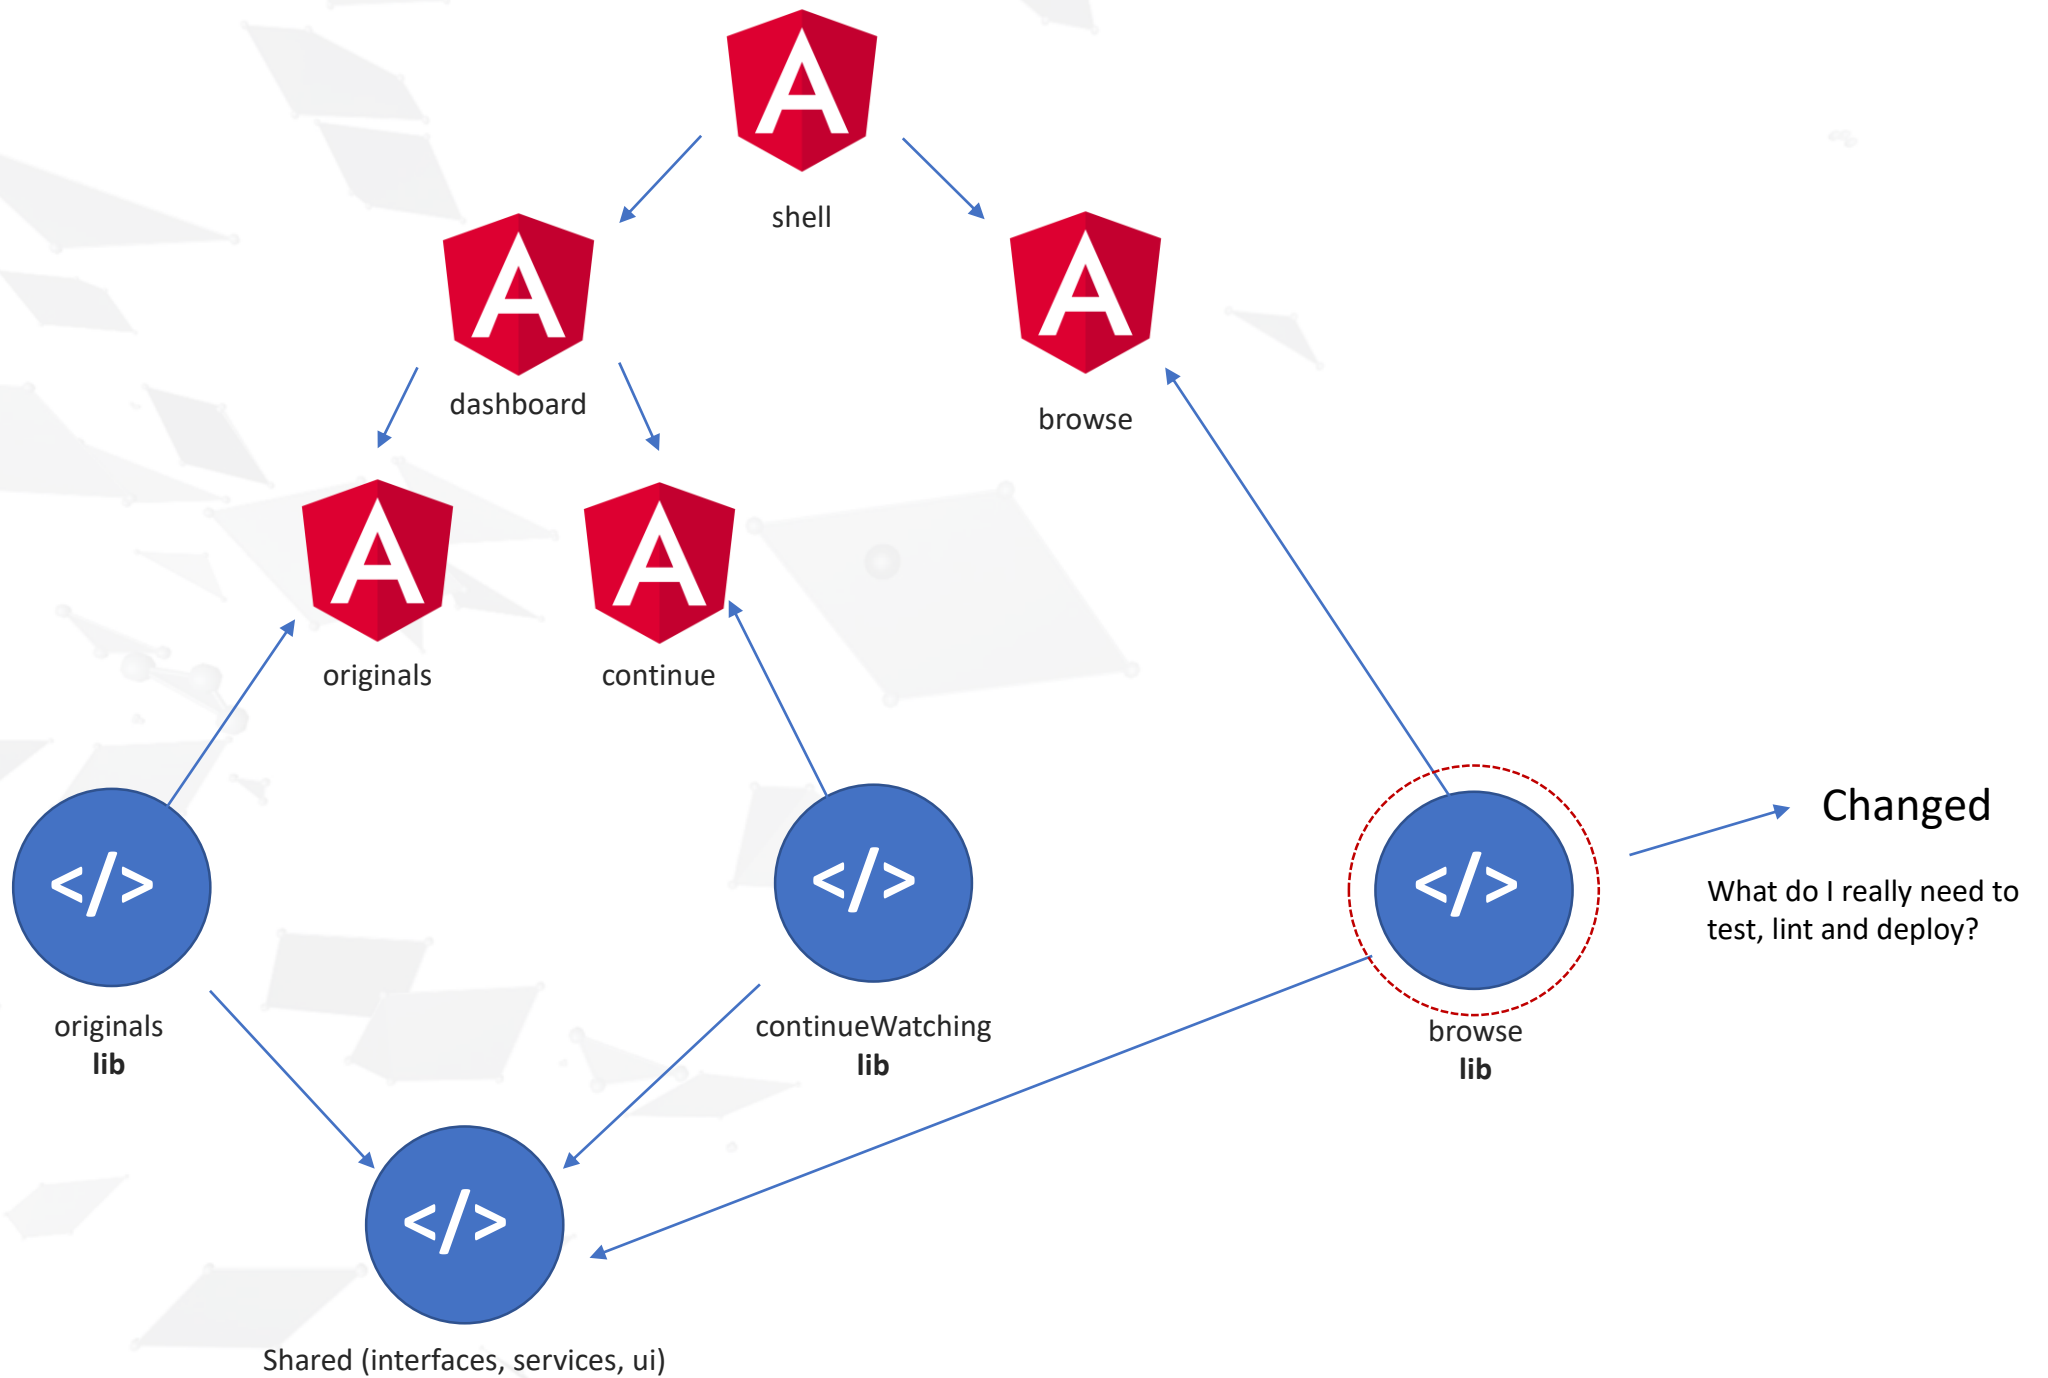 shell
dashboard
browse
originals
continue
</>
</>
</>
Changed
What do I really need to
test, lint and deploy?
originals
lib
continueWatching
lib
browse
lib
</>
Shared (interfaces, services, ui)